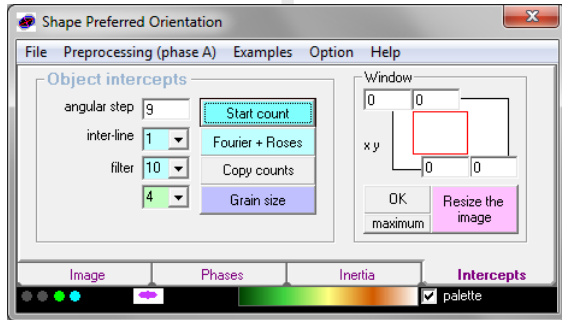 Shape Preferred Orientation
File Preprocessing (phase A) Examples Option Help
Object intercepts
angular step 9 Start count
inter-line 1 Fourier + Roses
filter 10 Copy counts
4 Grain size
Window
0 0
x y
0 0
OK
maximum
Resize the
image
Image Phases Inertia Intercepts
palette